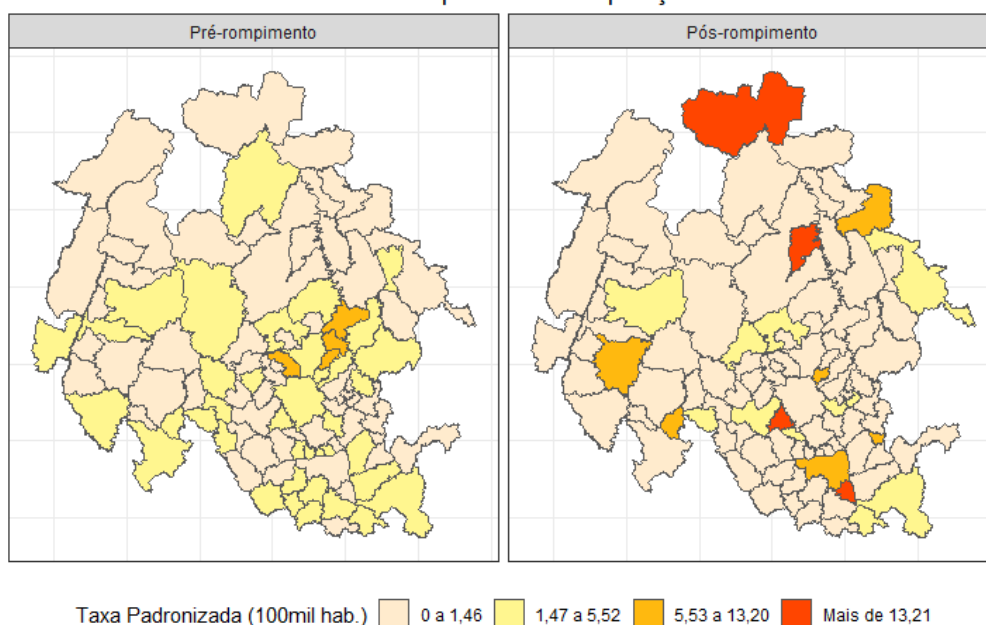 Pré-rompimento
Pós-rompimento
Taxa Padronizada (100mil hab.) 0 a 1,46 1,47 a 5,52 5,53 a 13,20 Mais de 13,21